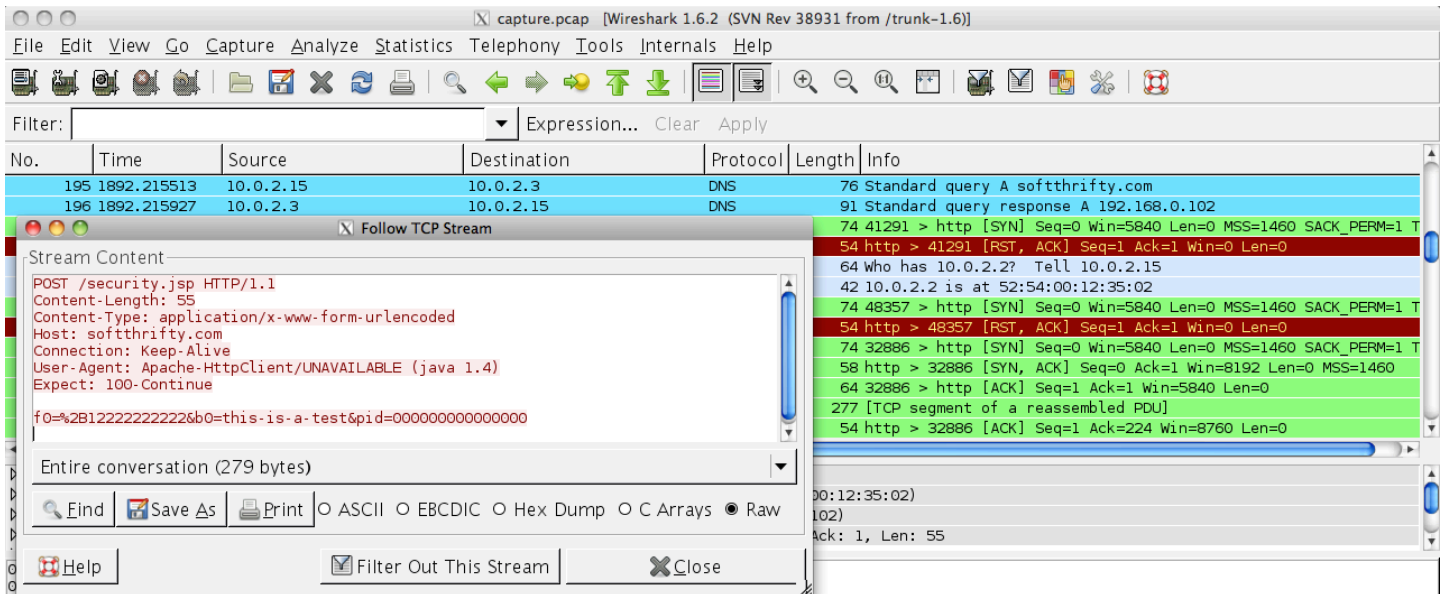 capture.pcap [Wireshark 1.6.2 (SVN Rev 38931 from /trunk-1.6)]
File Edit View Go Capture Analyze Statistics Telephony Tools Internals Help
Filter: Expression... Clear Apply
No. Time Source Destination Protocol Length Info
195 1892.215513 10.0.2.15 10.0.2.3 DNS 76 Standard query A softthrifty.com
196 1892.215927 10.0.2.3 10.0.2.15 DNS 91 Standard query response A 192.168.0.102
74 41291 > http [SYN] Seq=0 Win=5840 Len=0 MSS=1460 SACK_PERM=1 T
54 http > 41291 [RST, ACK] Seq=1 Ack=1 Win=0 Len=0
64 Who has 10.0.2.2? Tell 10.0.2.15
42 10.0.2.2 is at 52:54:00:12:35:02
74 48357 > http [SYN] Seq=0 Win=5840 Len=0 MSS=1460 SACK_PERM=1 T
54 http > 48357 [RST, ACK] Seq=1 Ack=1 Win=0 Len=0
74 32886 > http [SYN] Seq=0 Win=5840 Len=0 MSS=1460 SACK_PERM=1 T
58 http > 32886 [SYN, ACK] Seq=0 Ack=1 Win=8192 Len=0 MSS=1460
64 32886 > http [ACK] Seq=1 Ack=1 Win=5840 Len=0
277 [TCP segment of a reassembled PDU]
54 http > 32886 [ACK] Seq=1 Ack=224 Win=8760 Len=0
00:12:35:02)
102)
Ack: 1, Len: 55
Follow TCP Stream
Stream Content
POST /security.jsp HTTP/1.1
Content-Length: 55
Content-Type: application/x-www-form-urlencoded
Host: softthrifty.com
Connection: Keep-Alive
User-Agent: Apache-HttpClient/UNAVAILABLE (java 1.4)
Expect: 100-Continue
f0=%2B12222222222&b0=this-is-a-test&pid=000000000000000
Entire conversation (279 bytes)
Find Save As Print ASCII EBCDIC Hex Dump C Arrays Raw
Help Filter Out This Stream Close